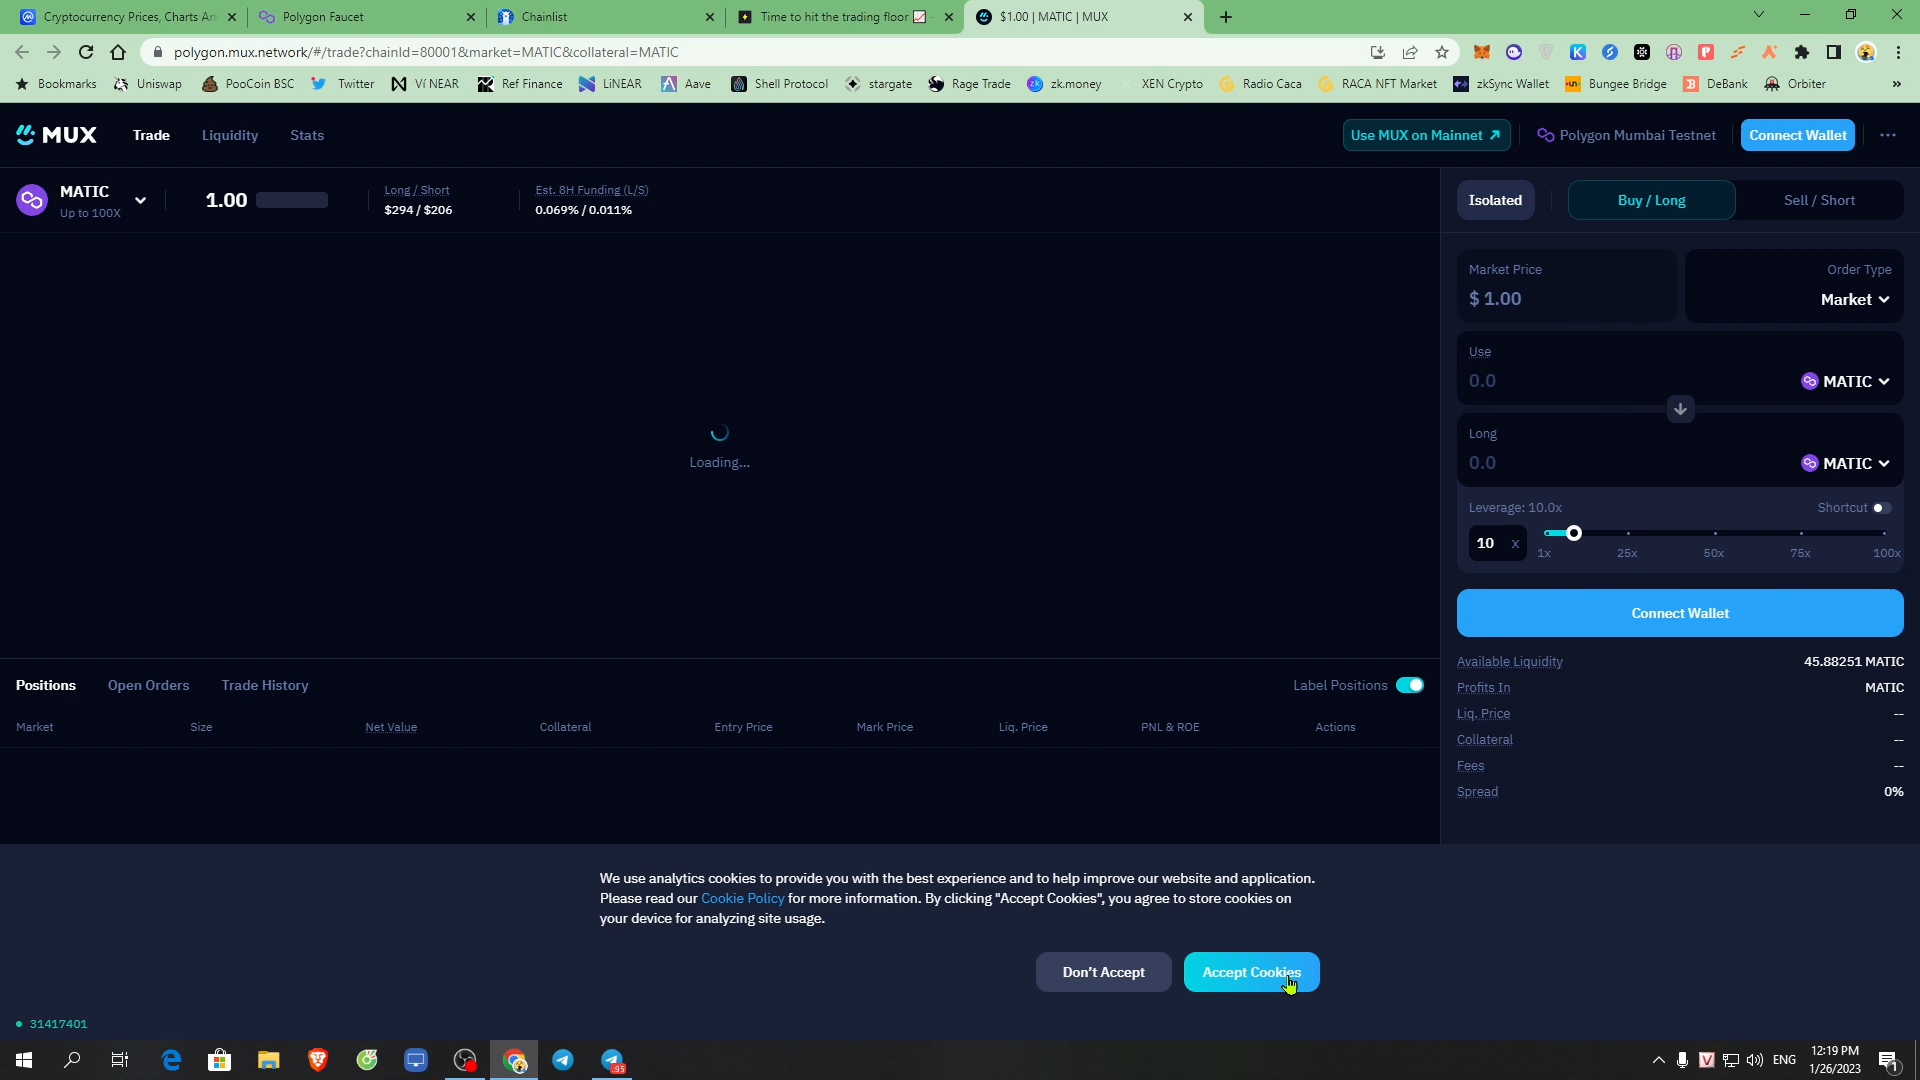 Cryptocurrency Prices, Charts An
Polygon Faucet
Chainlist
Time to hit the trading floor
$1.00 | MATIC | MUX
polygon.mux.network/#/trade?chainId=80001&market=MATIC&collateral=MATIC
Bookmarks
Uniswap
PooCoin BSC
Twitter
Ví NEAR
Ref Finance
LiNEAR
Aave
Shell Protocol
stargate
Rage Trade
zk.money
XEN Crypto
Radio Caca
RACA NFT Market
zkSync Wallet
Bungee Bridge
DeBank
Orbiter
»
MUX
Trade
Liquidity
Stats
Use MUX on Mainnet
Polygon Mumbai Testnet
Connect Wallet
MATIC
Up to 100X
1.00
Long / Short
$294 / $206
Est. 8H Funding (L/S)
0.069% / 0.011%
Isolated
Buy / Long
Sell / Short
Market Price
$ 1.00
Order Type
Market
Use
0.0
MATIC
Long
0.0
MATIC
Leverage: 10.0x
Shortcut
10 x
1x
25x
50x
75x
100x
Connect Wallet
Available Liquidity
45.88251 MATIC
Profits In
MATIC
Liq. Price
--
Collateral
--
Fees
--
Spread
0%
Loading...
Positions
Open Orders
Trade History
Label Positions
Market
Size
Net Value
Collateral
Entry Price
Mark Price
Liq. Price
PNL & ROE
Actions
We use analytics cookies to provide you with the best experience and to help improve our website and application.
Please read our Cookie Policy for more information. By clicking "Accept Cookies", you agree to store cookies on
your device for analyzing site usage.
Don't Accept
Accept Cookies
31417401
95
ENG
12:19 PM
1/26/2023
1